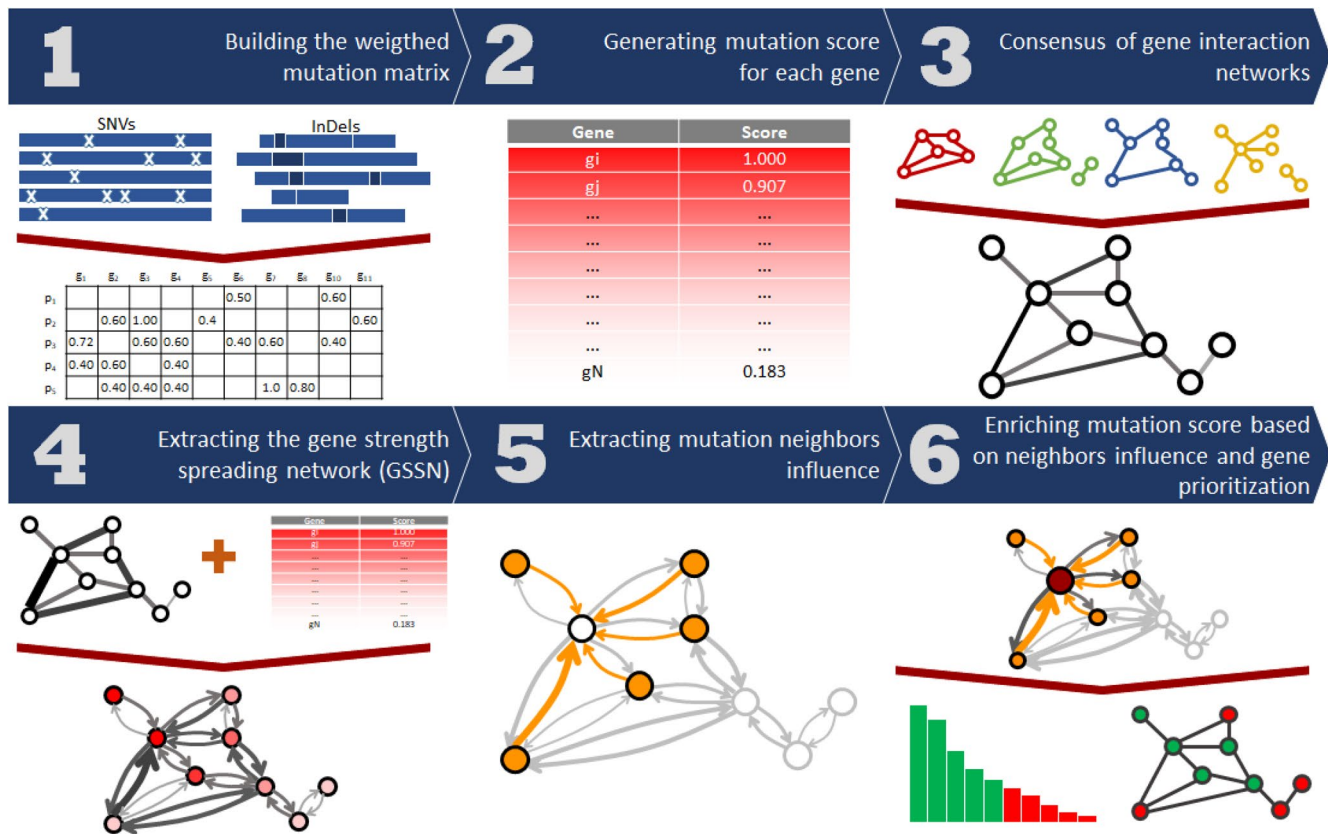 1
Building the weigthed
mutation matrix
2
Generating mutation score
for each gene
3
Consensus of gene interaction
networks
SNVs
InDels
X X
X X X
X
X X X X
X
g₁ g₂ g₃ g₄ g₅ g₆ g₇ g₈ g₁₀ g₁₁
p₁ 0.50 0.60
p₂ 0.60 1.00 0.4 0.60
p₃ 0.72 0.60 0.60 0.40 0.60 0.40
p₄ 0.40 0.60 0.40
p₅ 0.40 0.40 0.40 1.0 0.80
Gene Score
gi 1.000
gj 0.907
... ...
... ...
... ...
... ...
... ...
... ...
gN 0.183
4
Extracting the gene strength
spreading network (GSSN)
5
Extracting mutation neighbors
influence
6
Enriching mutation score based
on neighbors influence and gene
prioritization
Gene Score
gi 1.000
gj 0.907
... ...
... ...
... ...
... ...
... ...
... ...
gN 0.183